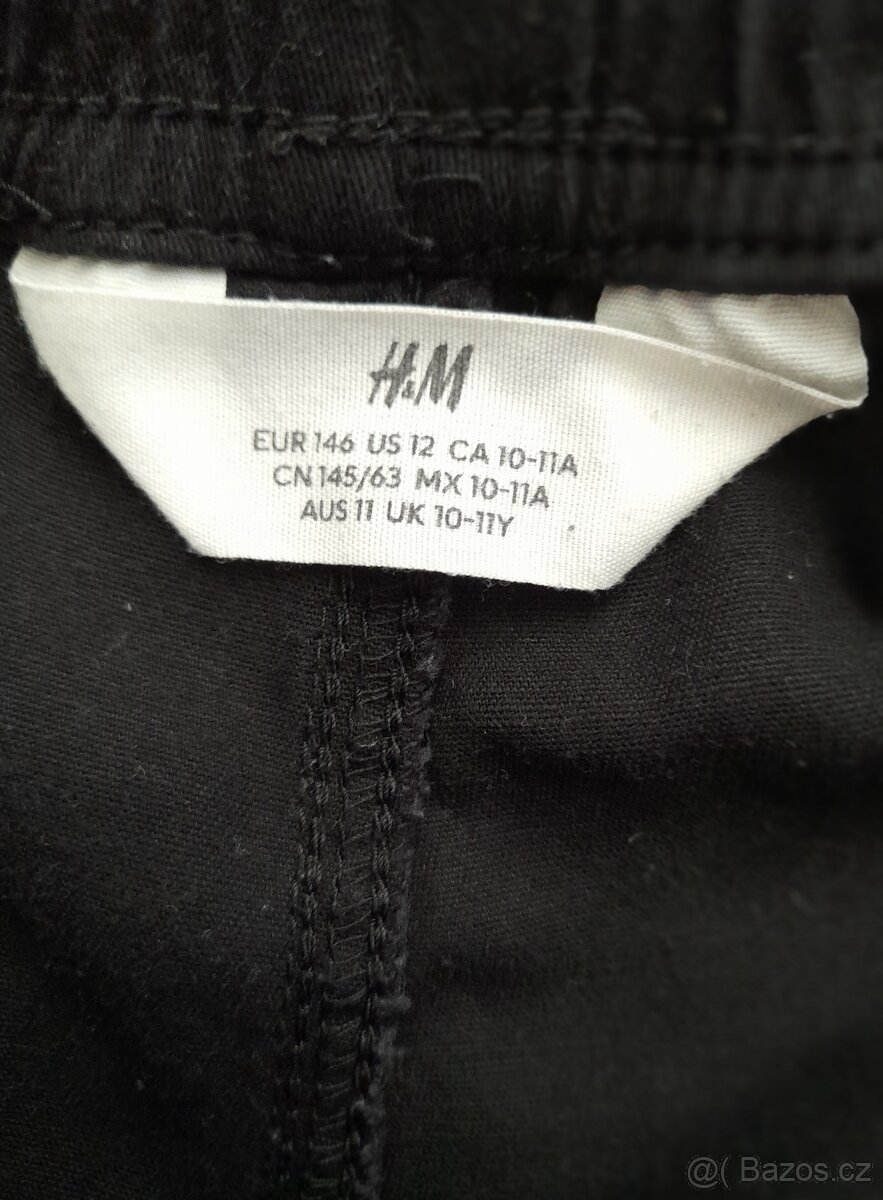 H&M
EUR 146 US 12 CA 10-11A
CN 145/63 MX 10-11A
AUS 11 UK 10-11Y
@( Bazos.cz